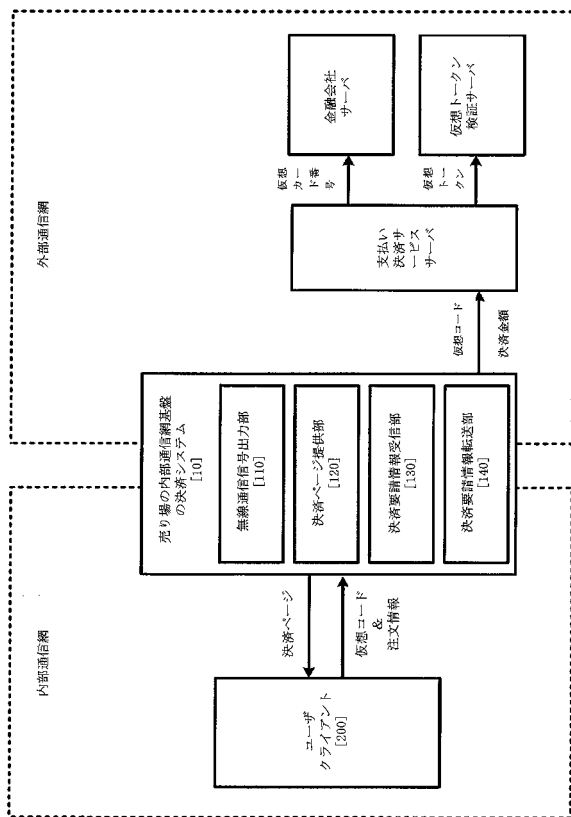 内部通信網
ユーザ
クライアント
[200]
決済ページ
仮想コード
&
注文情報
売り場の内部通信網基盤
の決済システム
[10]
無線通信信号出力部
[110]
決済ページ提供部
[120]
決済要請情報受信部
[130]
決済要請情報転送部
[140]
外部通信網
仮想コード
決済金額
支払い
決済サ
ービス
サーバ
仮想
カー
ド番
号
仮想
トー
クン
金融会社
サーバ
仮想トークン
検証サーバ